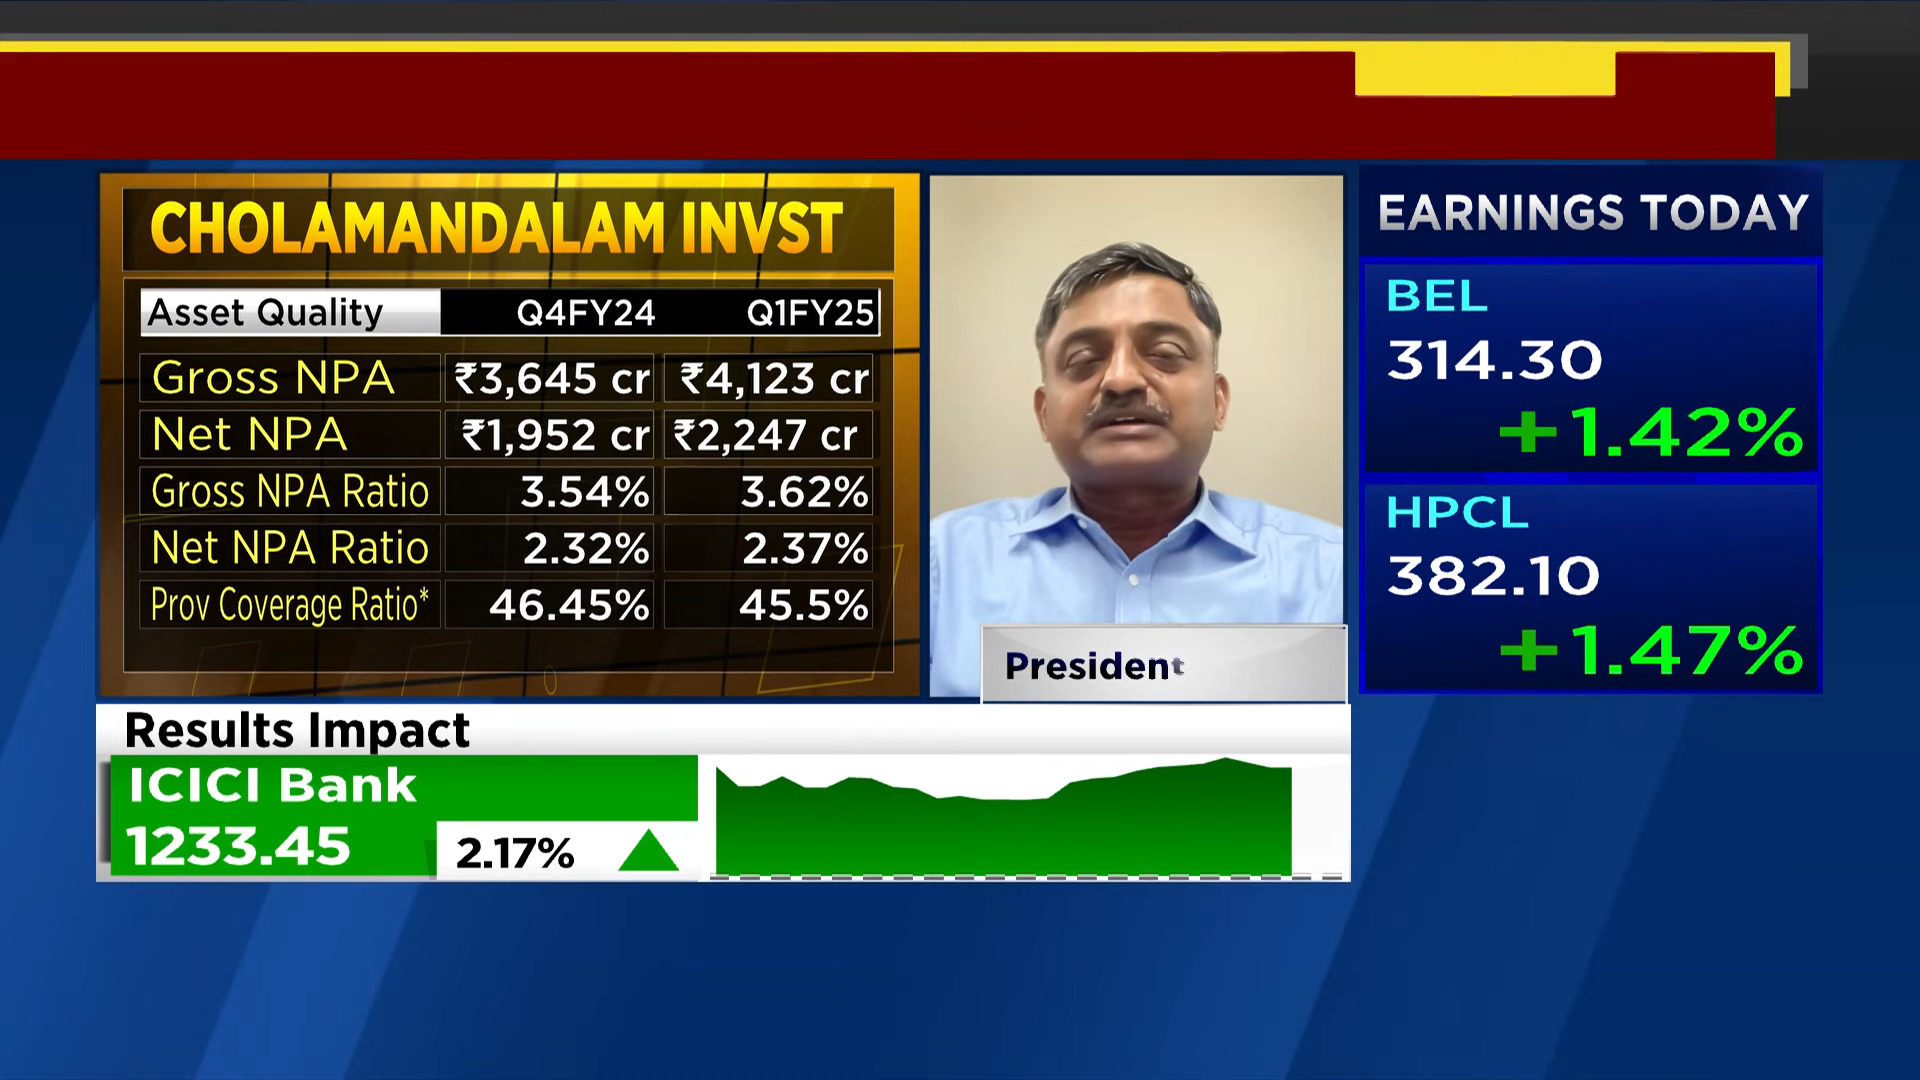 CHOLAMANDALAM INVST
Asset Quality Q4FY24 Q1FY25
Gross NPA ₹3,645 cr ₹4,123 cr
Net NPA ₹1,952 cr ₹2,247 cr
Gross NPA Ratio 3.54% 3.62%
Net NPA Ratio 2.32% 2.37%
Prov Coverage Ratio* 46.45% 45.5%
President
EARNINGS TODAY
BEL
314.30
+1.42%
HPCL
382.10
+1.47%
Results Impact
ICICI Bank
1233.45
2.17%